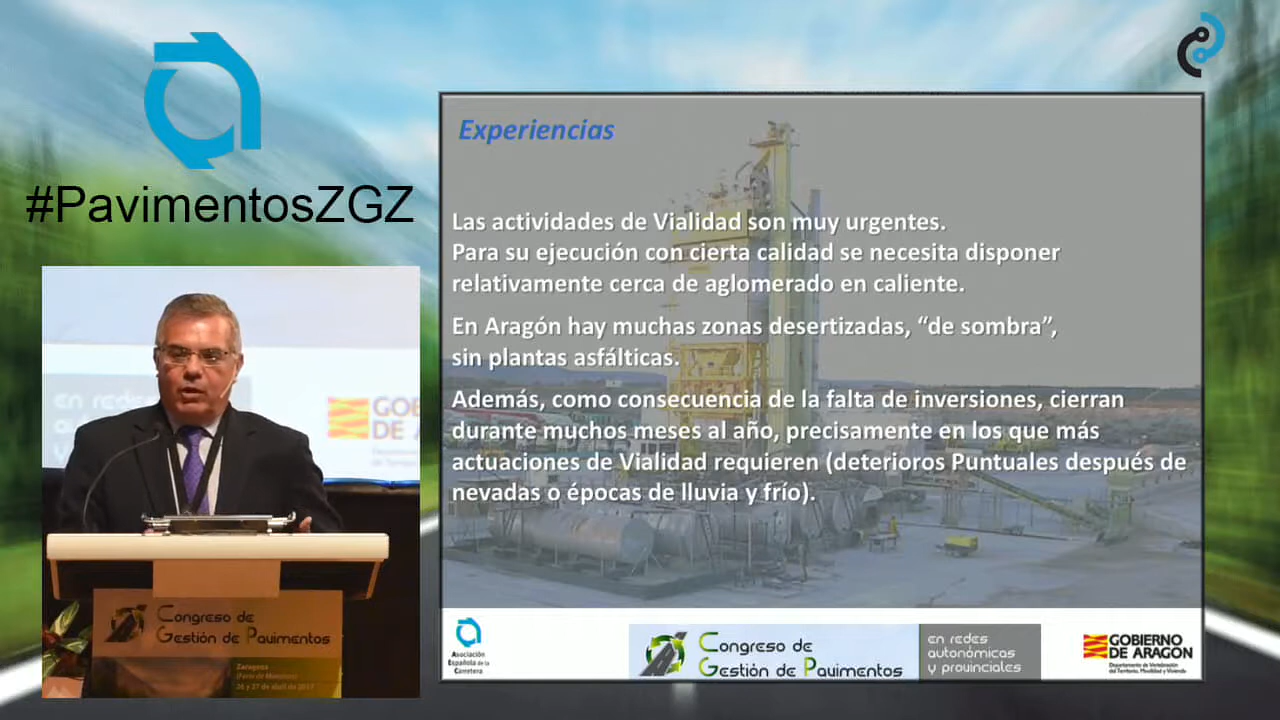 #PavimentosZGZ
Experiencias
Las actividades de Vialidad son muy urgentes.
Para su ejecución con cierta calidad se necesita disponer
relativamente cerca de aglomerado en caliente.
En Aragón hay muchas zonas desertizadas, “de sombra”,
sin plantas asfálticas.
Además, como consecuencia de la falta de inversiones, cierran
durante muchos meses al año, precisamente en los que más
actuaciones de Vialidad requieren (deterioros Puntuales después de
nevadas o épocas de lluvia y frío).
Asociación
Española de la
Carretera
Congreso de
Gestión de Pavimentos
en redes
autonómicas
y provinciales
GOBIERNO
DE ARAGÓN
Departamento de Vertebración
del Territorio, Movilidad y Vivienda
en redes
GOB
DE AR
Congreso de
Gestión de Pavimentos
Zaragoza
26 y 27 de abril de 2017